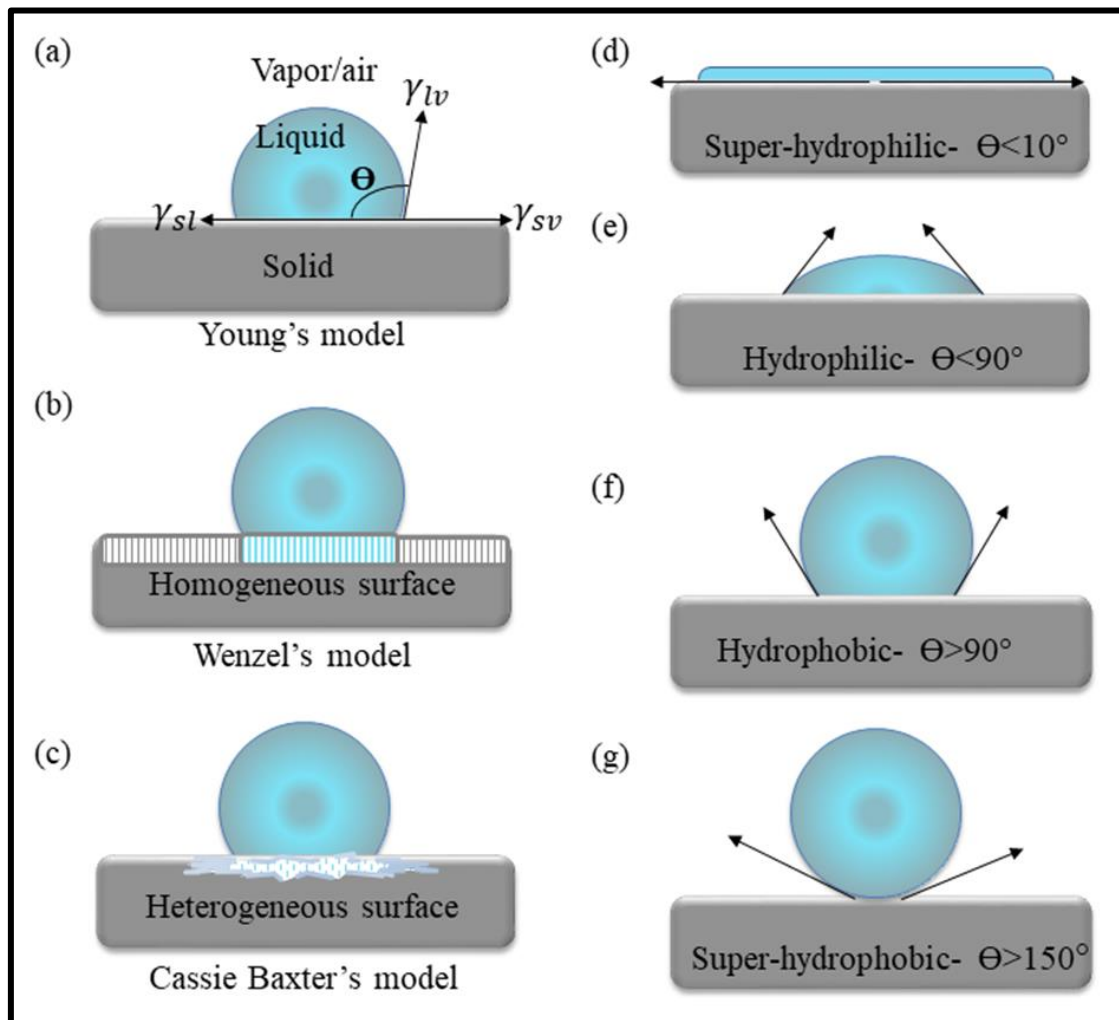 (a)
Vapor/air
γlv
Liquid
Ɵ
γsl
γsv
Solid
Young's model
(b)
Homogeneous surface
Wenzel's model
(c)
Heterogeneous surface
Cassie Baxter's model
(d)
Super-hydrophilic- Ɵ<10°
(e)
Hydrophilic- Ɵ<90°
(f)
Hydrophobic- Ɵ>90°
(g)
Super-hydrophobic- Ɵ>150°